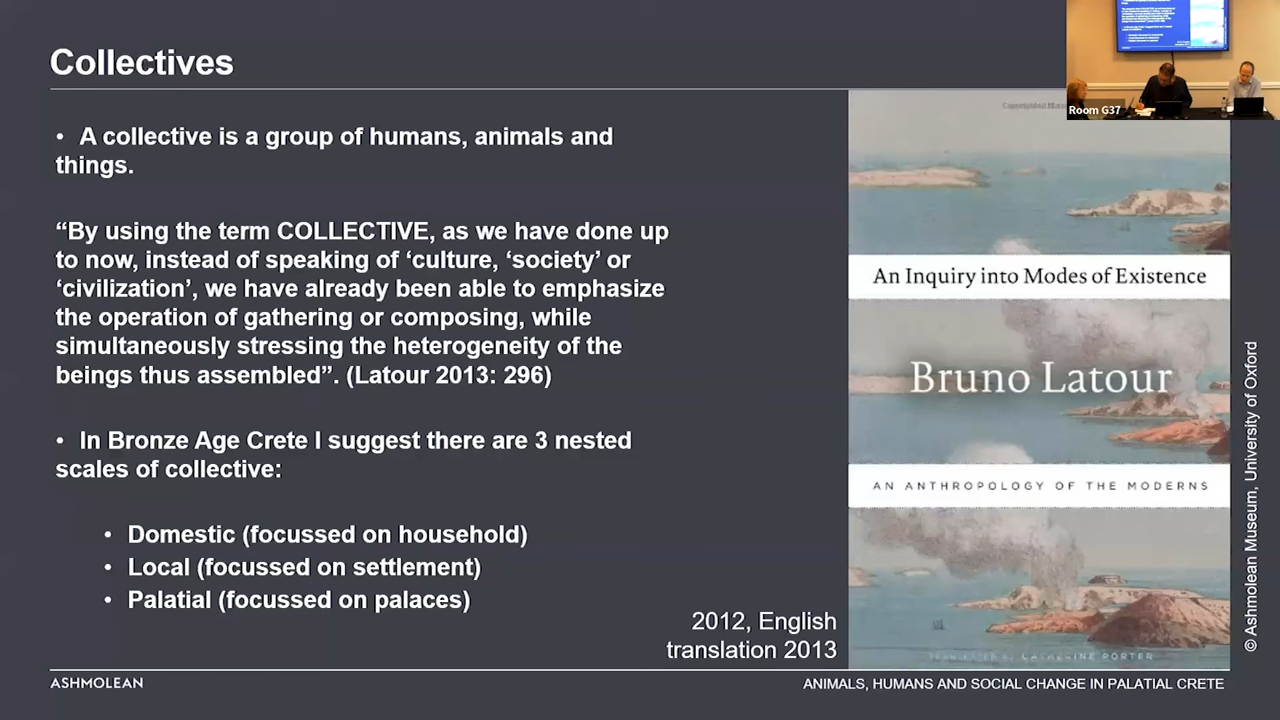 Collectives
• A collective is a group of humans, animals and
things.
“By using the term COLLECTIVE, as we have done up
to now, instead of speaking of ‘culture, ‘society’ or
‘civilization’, we have already been able to emphasize
the operation of gathering or composing, while
simultaneously stressing the heterogeneity of the
beings thus assembled”. (Latour 2013: 296)
• In Bronze Age Crete I suggest there are 3 nested
scales of collective:
• Domestic (focussed on household)
• Local (focussed on settlement)
• Palatial (focussed on palaces)
2012, English
translation 2013
An Inquiry into Modes of Existence
Bruno Latour
AN ANTHROPOLOGY OF THE MODERNS
TRANSLATED BY CATHERINE PORTER
© Ashmolean Museum, University of Oxford
Room G37
ASHMOLEAN
ANIMALS, HUMANS AND SOCIAL CHANGE IN PALATIAL CRETE